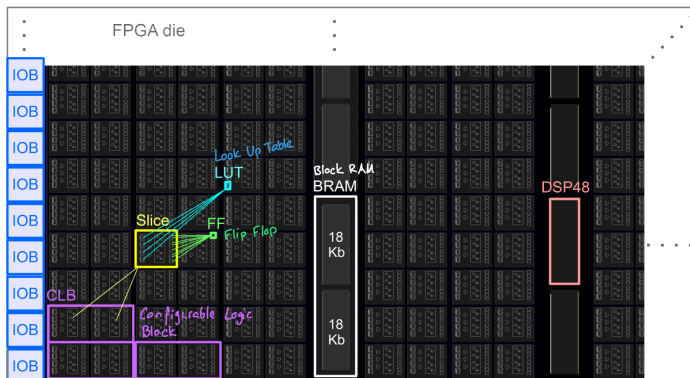 FPGA die
IOB
IOB
IOB
IOB
IOB
IOB
IOB
IOB
IOB
Look Up Table
LUT
Block RAM
BRAM
DSP48
Slice
FF
Flip Flop
18
Kb
CLB
Configurable Logic
Block
18
Kb